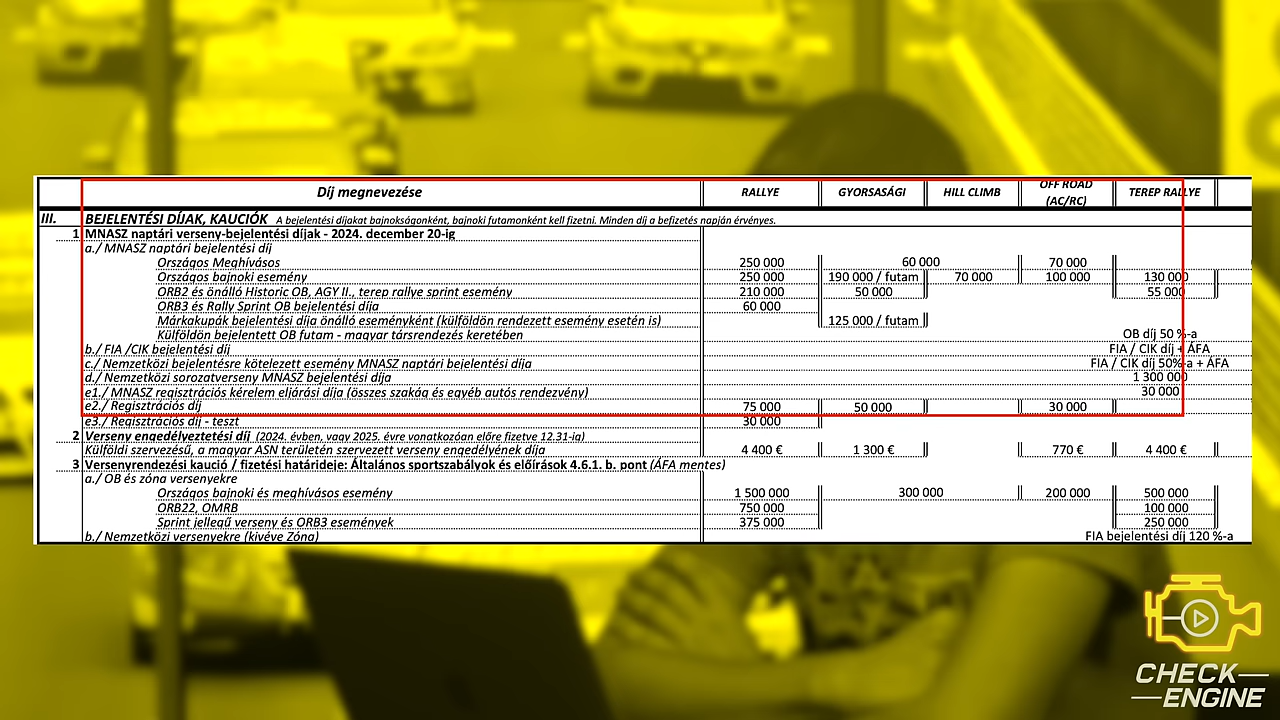 Díj megnevezése RALLYE GYORSASÁGI HILL CLIMB OFF ROAD (AC/RC) TEREP RALLYE
III. BEJELENTÉSI DÍJAK, KAUCIÓK A bejelentési díjakat bajnokságonként, bajnoki futamonként kell fizetni. Minden díj a befizetés napján érvényes.
1 MNASZ naptári verseny-bejelentési díjak - 2024. december 20-ig
a./ MNASZ naptári bejelentési díj
Országos Meghívásos 250 000 60 000 70 000
Országos bajnoki esemény 250 000 190 000 / futam 70 000 100 000 130 000
ORB2 és önálló Historic OB, AGY II., terep rallye sprint esemény 210 000 50 000 55 000
ORB3 és Rally Sprint OB bejelentési díja 60 000
Márkakupák bejelentési díja önálló eseményként (külföldön rendezett esemény esetén is) 125 000 / futam
Külföldön bejelentett OB futam - magyar társrendezés keretében OB díj 50 %-a
b./ FIA /CIK bejelentési díj FIA / CIK díj + ÁFA
c./ Nemzetközi bejelentésre kötelezett esemény MNASZ naptári bejelentési díja FIA / CIK díj 50%-a + ÁFA
d./ Nemzetközi sorozatverseny MNASZ bejelentési díja 1 300 000
e1./ MNASZ regisztrációs kérelem eljárási díja (összes szakág és egyéb autós rendezvény) 30 000
e2./ Regisztrációs díj 75 000 50 000 30 000
e3./ Regisztrációs díj - teszt 30 000
2 Verseny engedélyeztetési díj (2024. évben, vagy 2025. évre vonatkozóan előre fizetve 12.31-ig)
Külföldi szervezésű, a magyar ASN területén szervezett verseny engedélyének díja 4 400 € 1 300 € 770 € 4 400 €
3 Versenyrendezési kaució / fizetési határideje: Általános sportszabályok és előírások 4.6.1. b. pont (ÁFA mentes)
a./ OB és zóna versenyekre
Országos bajnoki és meghívásos esemény 1 500 000 300 000 200 000 500 000
ORB22, OMRB 750 000 100 000
Sprint jellegű verseny és ORB3 események 375 000 250 000
b./ Nemzetközi versenyekre (kivéve Zóna) FIA bejelentési díj 120 %-a
CHECK
ENGINE